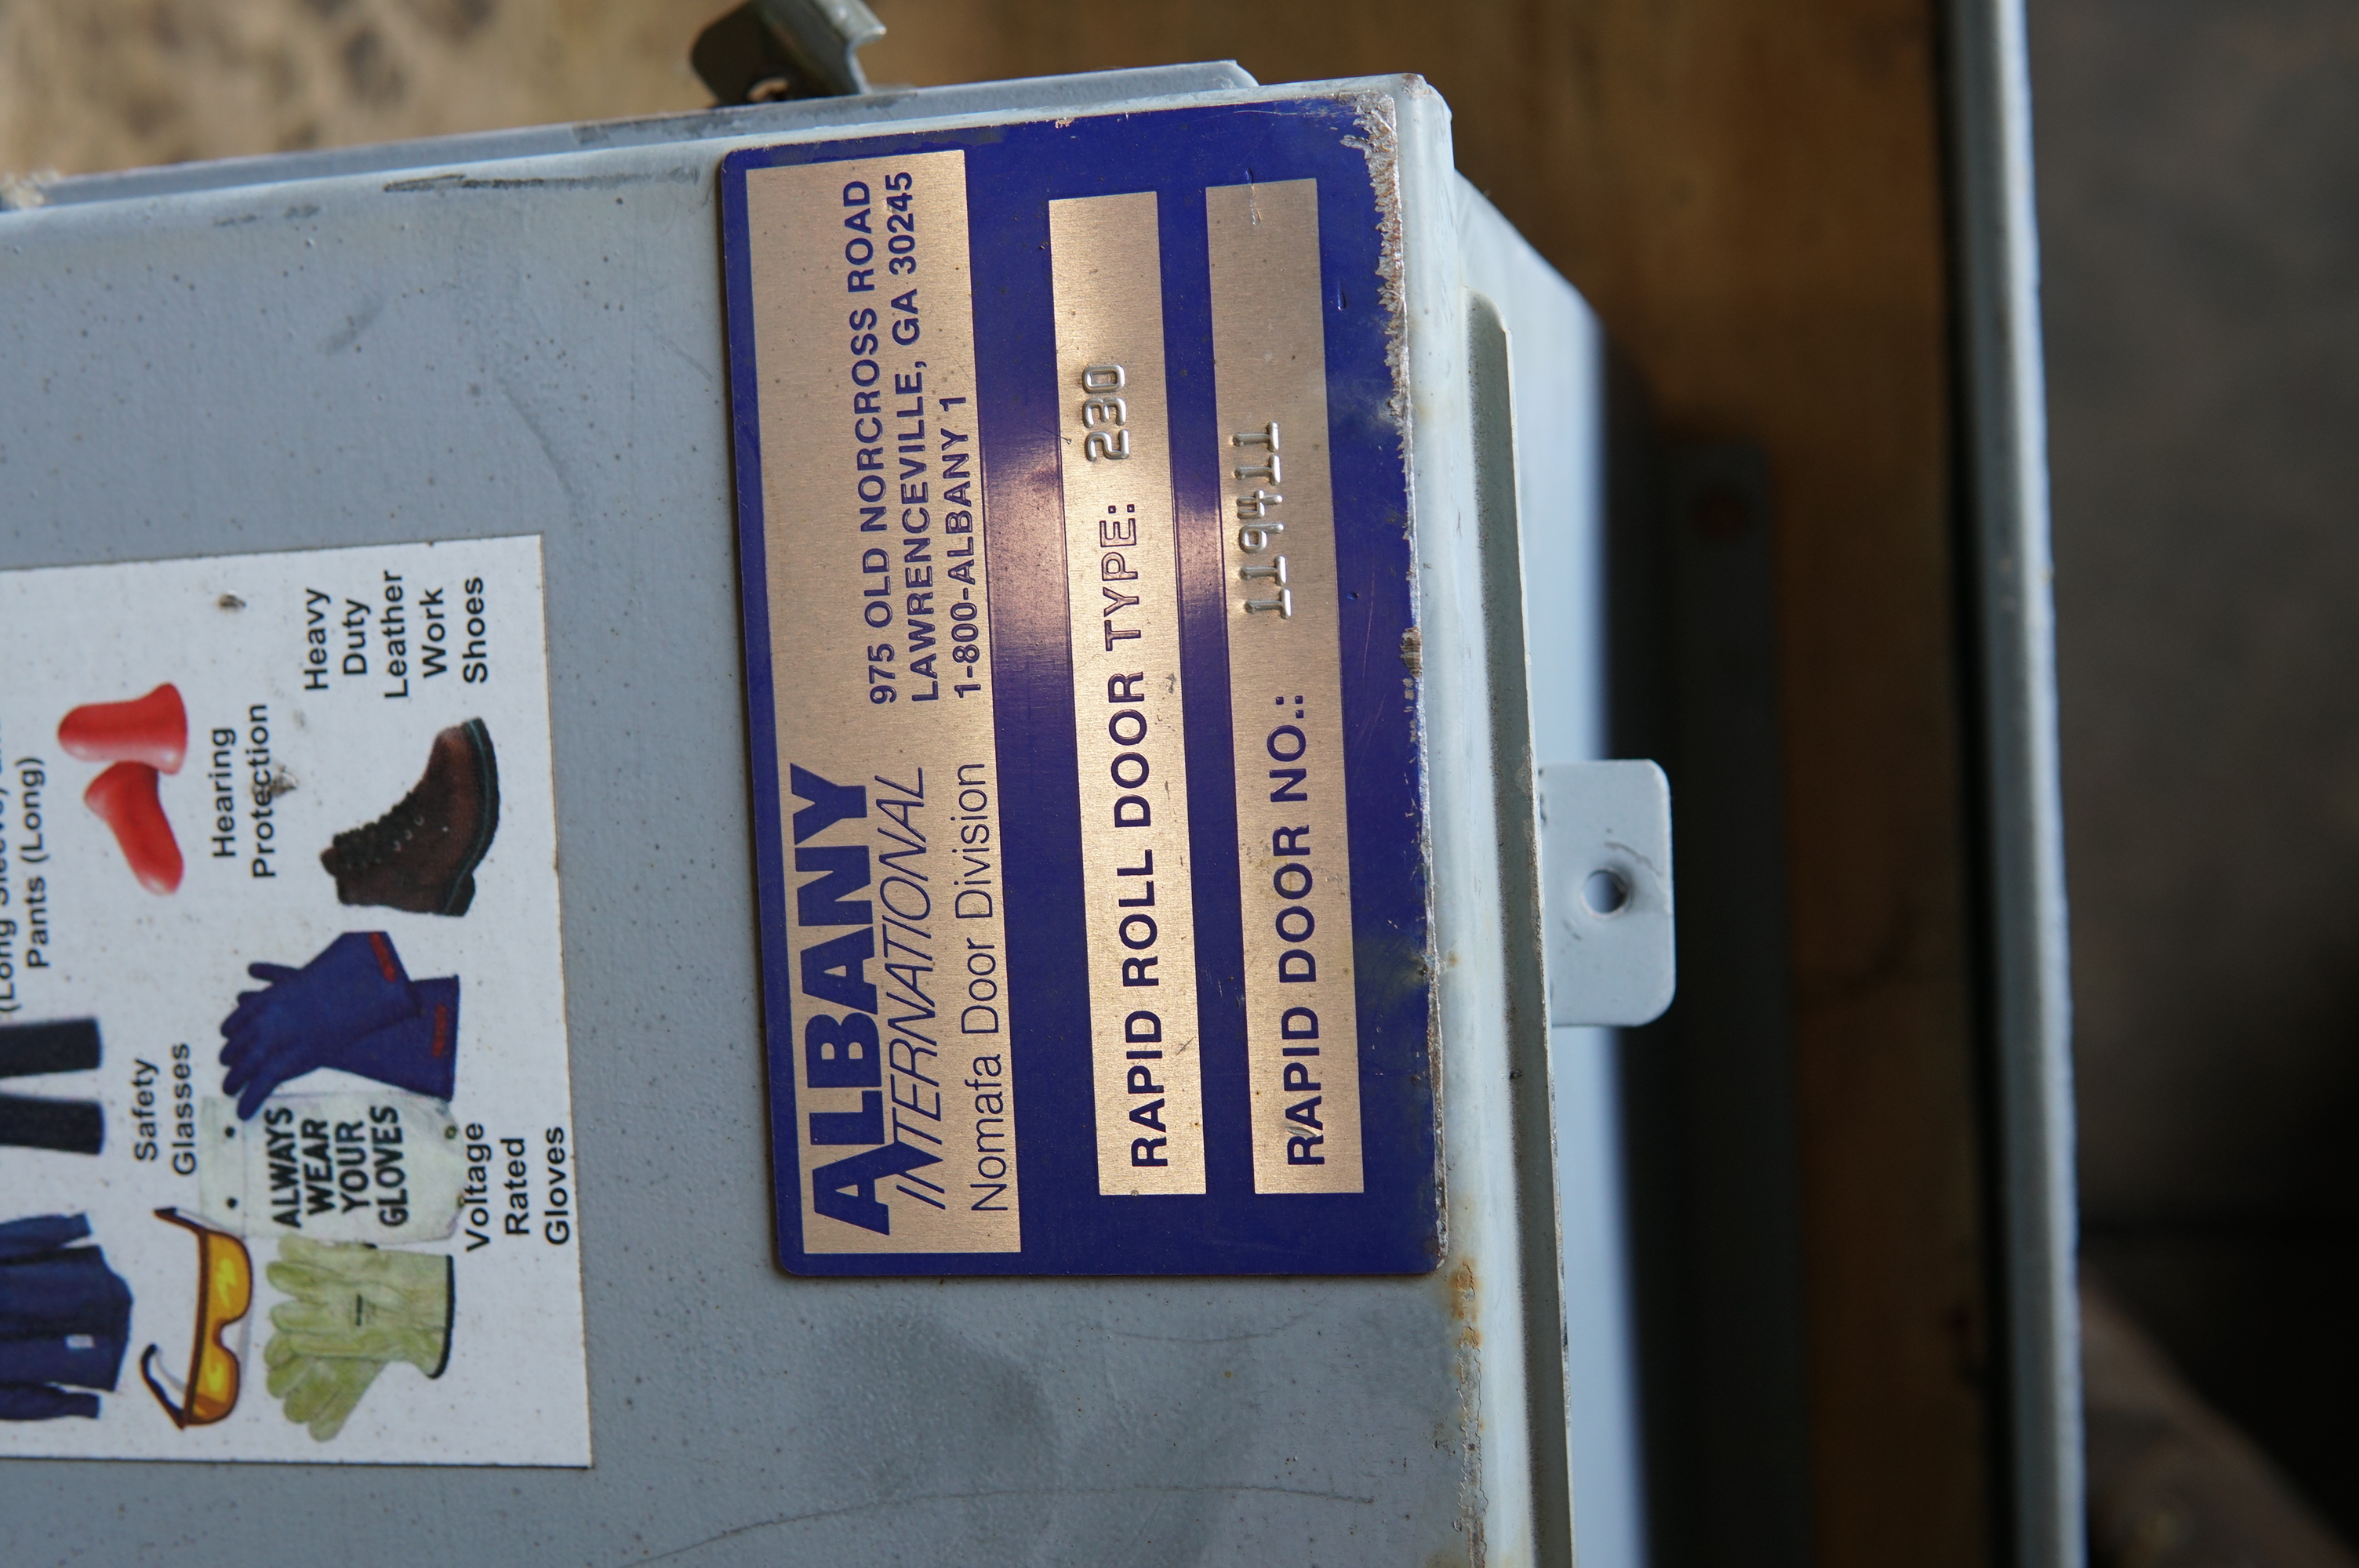 ALBANY
INTERNATIONAL
Nomafa Door Division
975 OLD NORCROSS ROAD
LAWRENCEVILLE, GA 30245
1-800-ALBANY 1
RAPID ROLL DOOR TYPE: 230
RAPID DOOR NO.: 119411
(Long
Pants (Long)
Safety
Glasses
Hearing
Protection
ALWAYS
WEAR
YOUR
GLOVES
Voltage
Rated
Gloves
Heavy
Duty
Leather
Work
Shoes